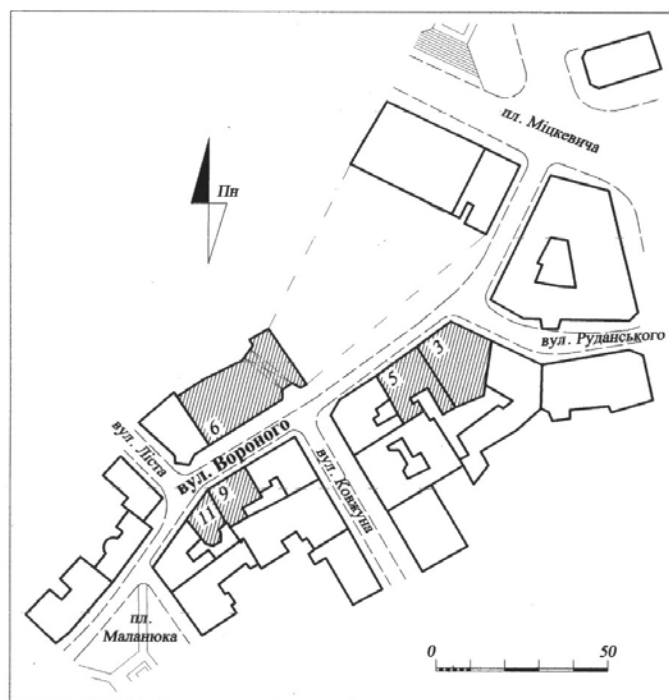 пл. Міцкевича
Пн
вул. Руданського
3
5
6
вул. Ліста
вул. Вороного
9
11
вул. Ковжуна
пл.
Маланюка
0
50